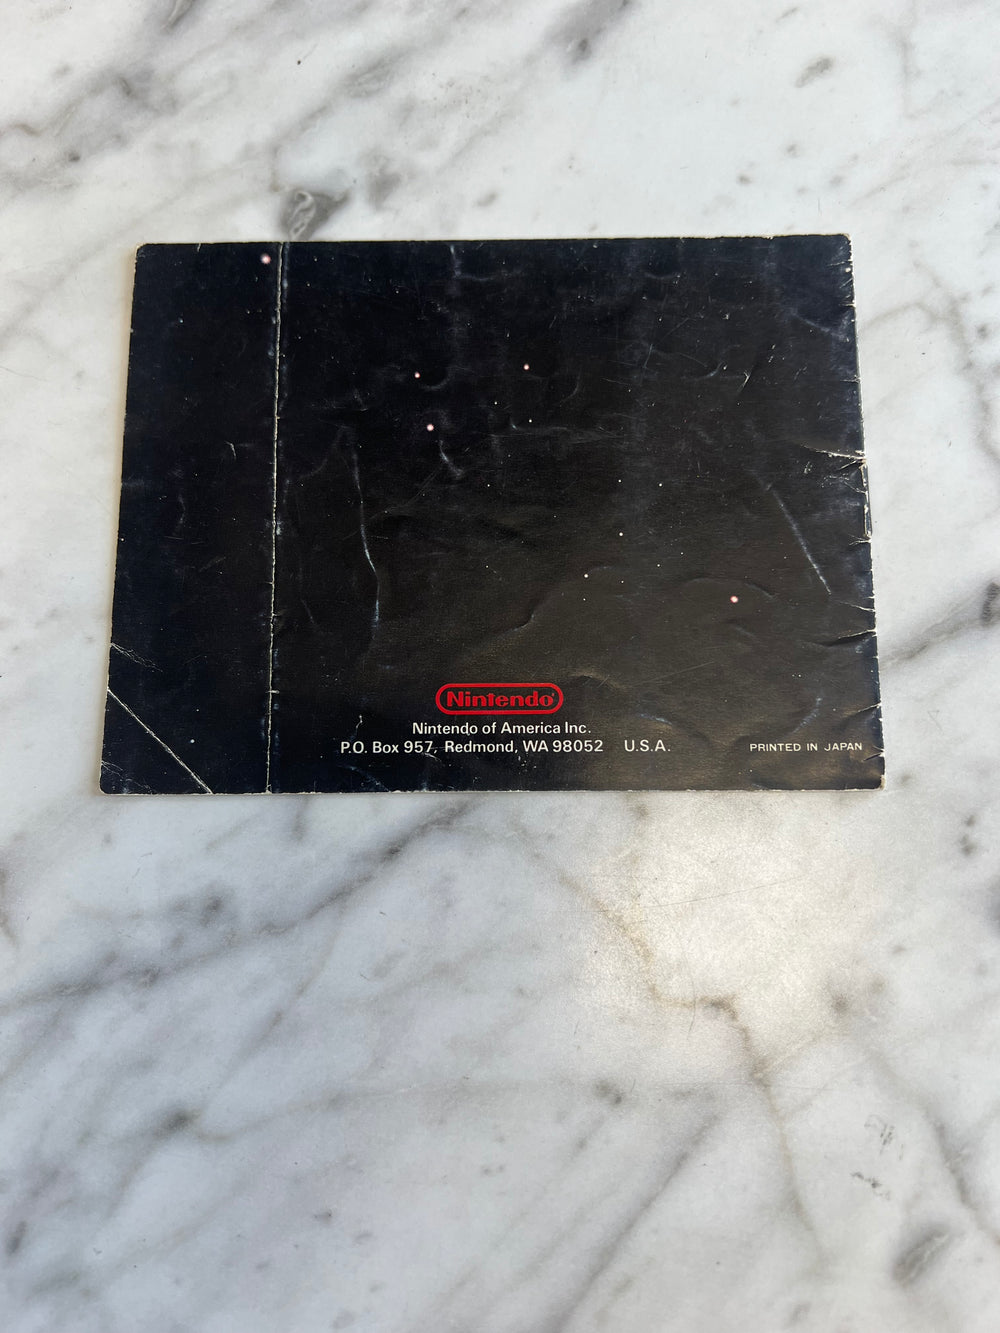 Nintendo®
Nintendo of America Inc.
P.O. Box 957, Redmond, WA 98052 U.S.A.
PRINTED IN JAPAN